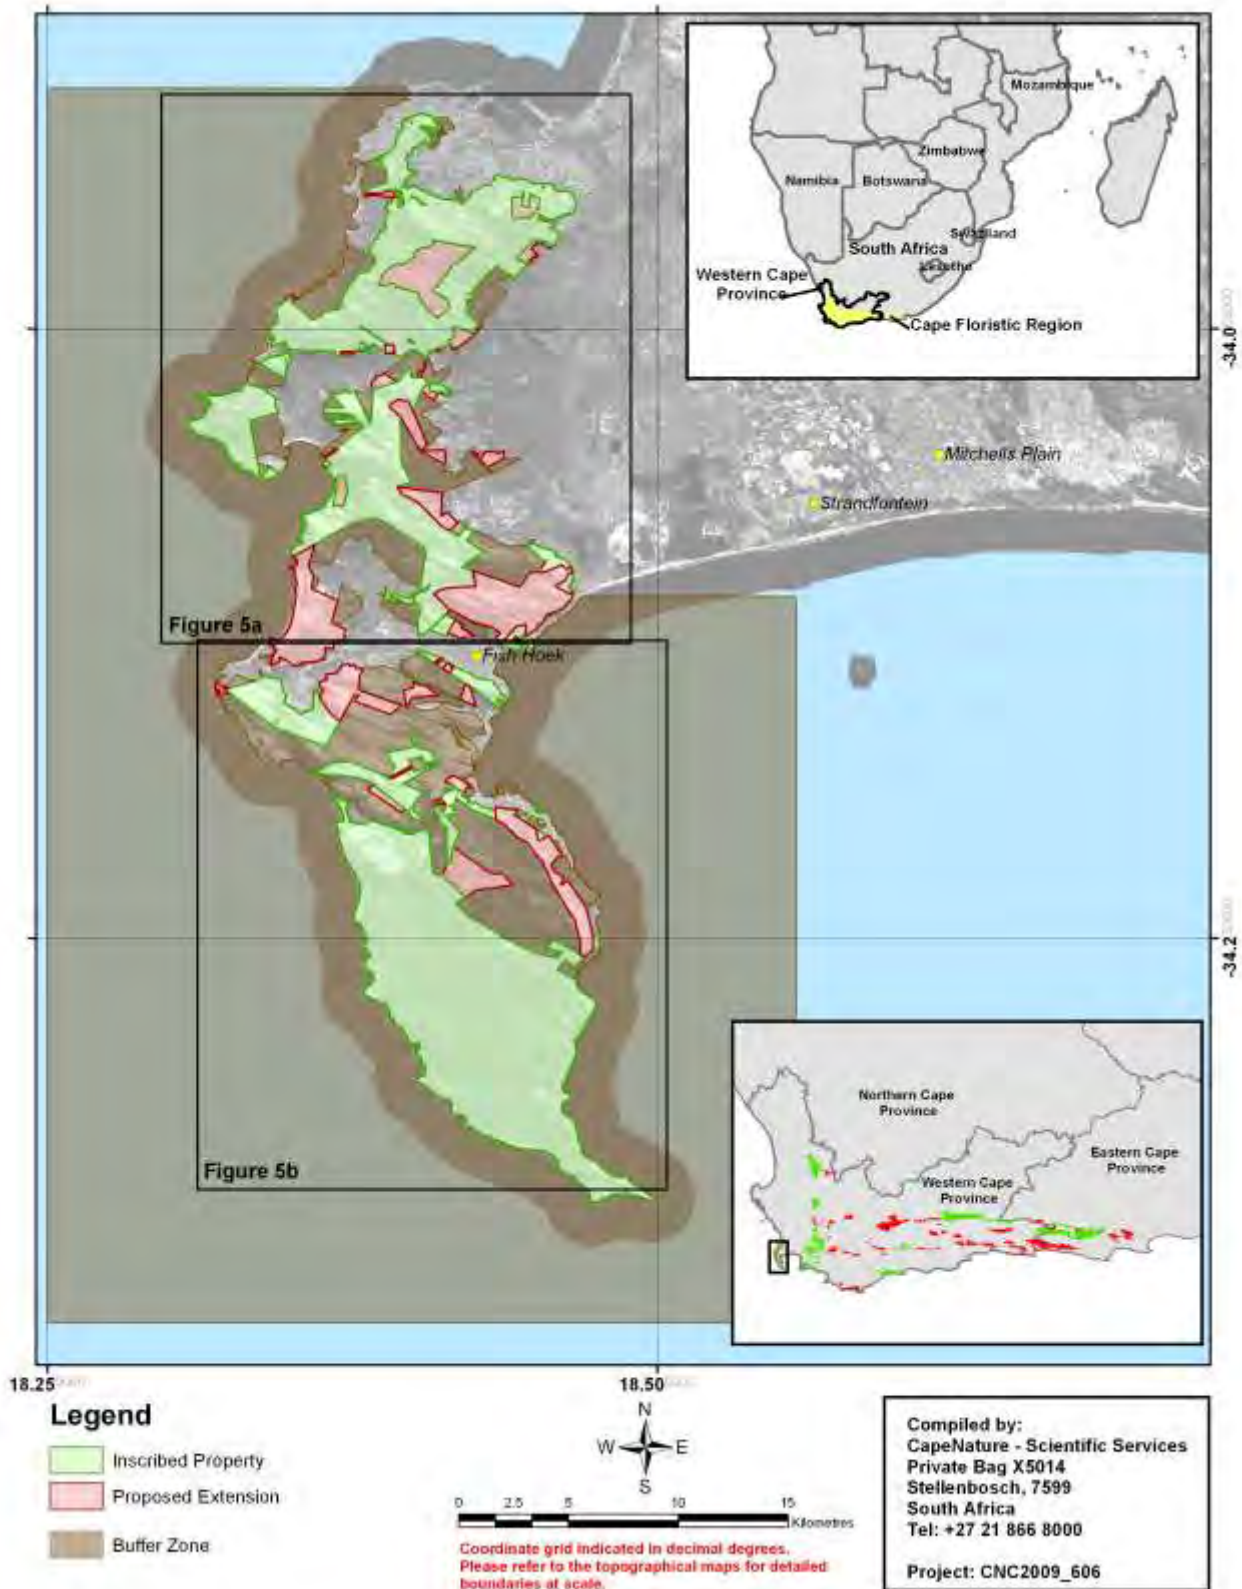 Mozambique
Zimbabwe
Namibia
Botswana
Swaziland
South Africa
Lesotho
Western Cape
Province
Cape Floristic Region
-34.0
Mitchells Plain
Strandfontein
Figure 5a
Fish Hoek
-34.2
Northern Cape
Province
Eastern Cape
Province
Western Cape
Province
Figure 5b
18.25
18.50
Legend
Inscribed Property
Proposed Extension
Buffer Zone
N
W E
S
0 2.5 5 10 15
Kilometres
Coordinate grid indicated in decimal degrees.
Please refer to the topographical maps for detailed
boundaries at scale.
Compiled by:
CapeNature - Scientific Services
Private Bag X5014
Stellenbosch, 7599
South Africa
Tel: +27 21 866 8000
Project: CNC2009_606